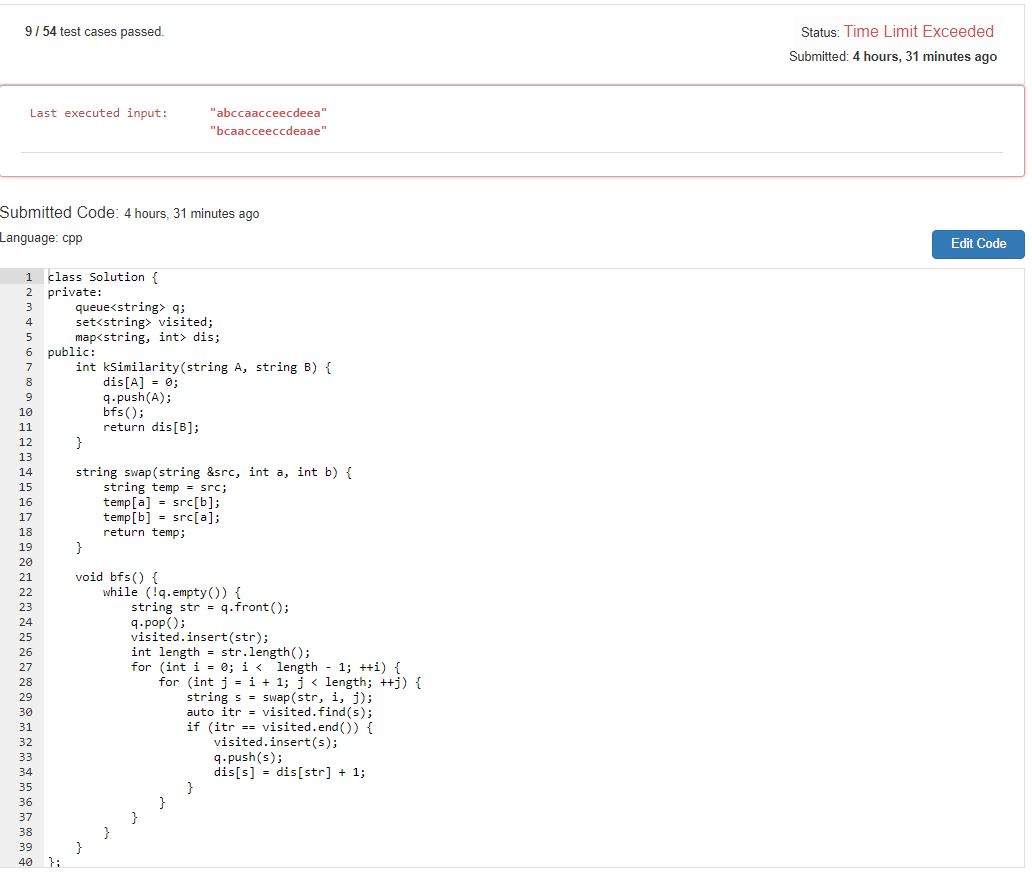 9 / 54 test cases passed.
Status: Time Limit Exceeded
Submitted: 4 hours, 31 minutes ago
Last executed input: "abccaacceecdeea"
"bcaacceeccdeaae"
Submitted Code: 4 hours, 31 minutes ago
Language: cpp
Edit Code
1 class Solution {
2 private:
3     queue<string> q;
4     set<string> visited;
5     map<string, int> dis;
6 public:
7     int kSimilarity(string A, string B) {
8         dis[A] = 0;
9         q.push(A);
10         bfs();
11         return dis[B];
12     }
13
14     string swap(string &src, int a, int b) {
15         string temp = src;
16         temp[a] = src[b];
17         temp[b] = src[a];
18         return temp;
19     }
20
21     void bfs() {
22         while (!q.empty()) {
23             string str = q.front();
24             q.pop();
25             visited.insert(str);
26             int length = str.length();
27             for (int i = 0; i <  length - 1; ++i) {
28                 for (int j = i + 1; j < length; ++j) {
29                     string s = swap(str, i, j);
30                     auto itr = visited.find(s);
31                     if (itr == visited.end()) {
32                         visited.insert(s);
33                         q.push(s);
34                         dis[s] = dis[str] + 1;
35                     }
36                 }
37             }
38         }
39     }
40 };